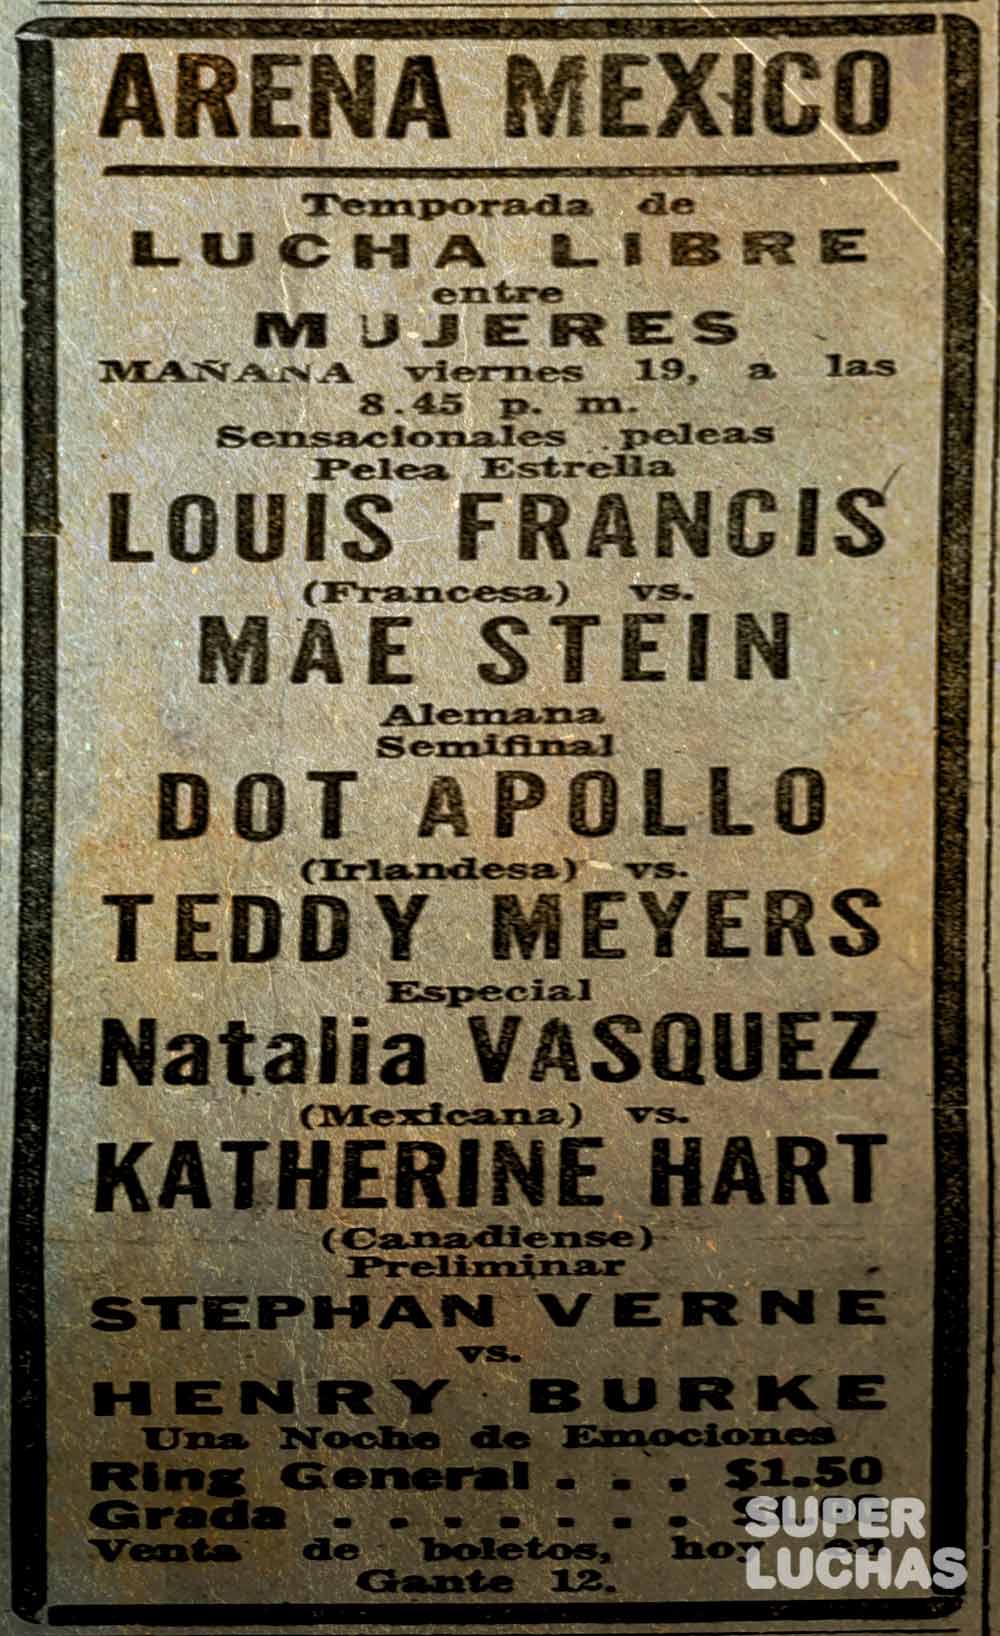 ARENA MEXICO
Temporada de
LUCHA LIBRE
entre
MUJERES
MAÑANA viernes 19, a las
8.45 p. m.
Sensacionales peleas
Pelea Estrella
LOUIS FRANCIS
(Francesa) vs.
MAE STEIN
Alemana
Semifinal
DOT APOLLO
(Irlandesa) vs.
TEDDY MEYERS
Especial
Natalia VASQUEZ
(Mexicana) vs.
KATHERINE HART
(Canadiense)
Preliminar
STEPHAN VERNE
vs.
HENRY BURKE
Una Noche de Emociones
Ring General . . . $1.50
Grada . . . . . . .
Venta de boletos, hoy en
Gante 12.
SUPER
LUCHAS